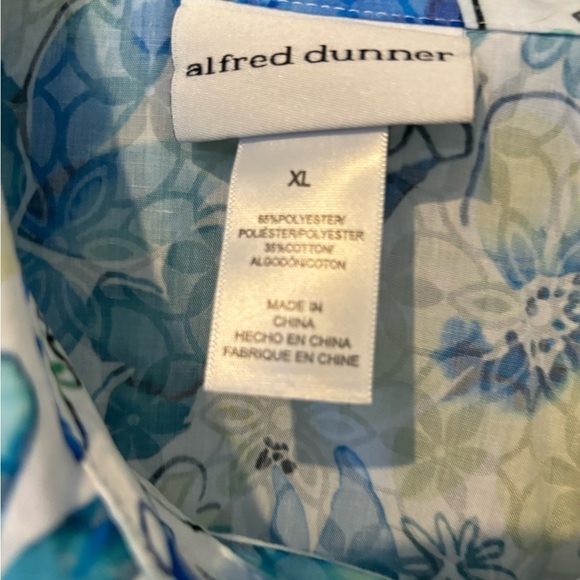 alfred dunner
XL
65%POLYESTER/
POLIÉSTER/POLYESTER
35%COTTON/
ALGODÓN/COTON
MADE IN
CHINA
HECHO EN CHINA
FABRIQUE EN CHINE